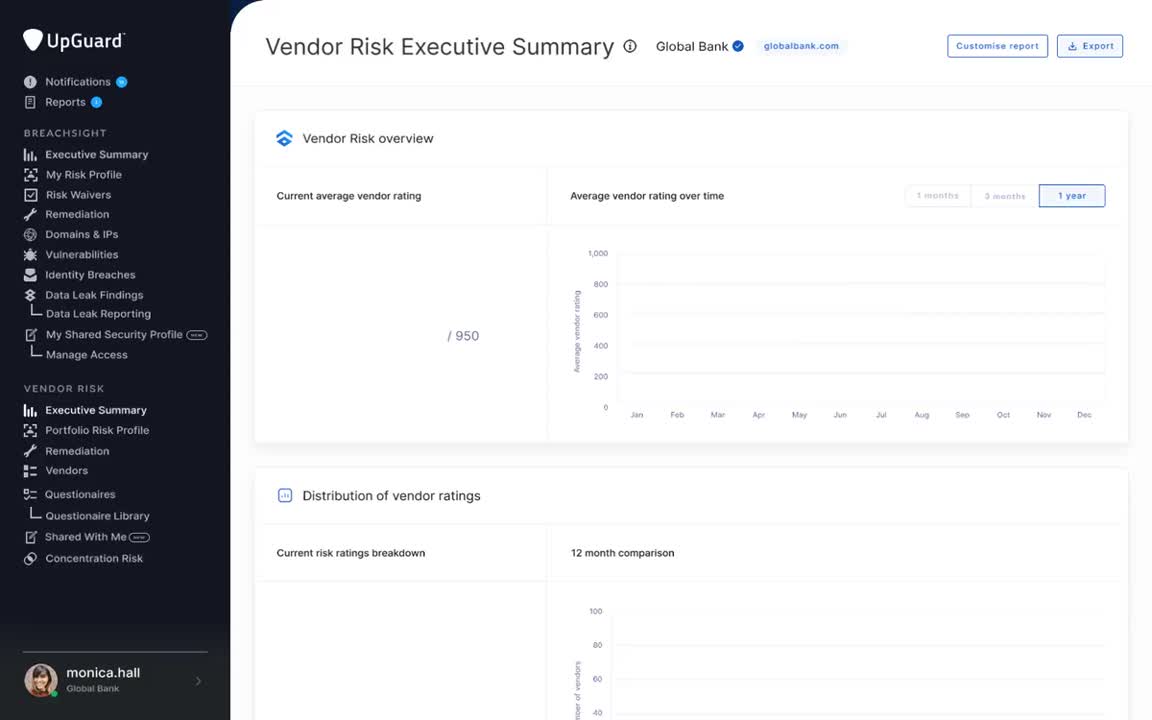 UpGuard
Notifications
Reports
BREACHSIGHT
Executive Summary
My Risk Profile
Risk Waivers
Remediation
Domains & IPs
Vulnerabilities
Identity Breaches
Data Leak Findings
Data Leak Reporting
My Shared Security Profile NEW
Manage Access
VENDOR RISK
Executive Summary
Portfolio Risk Profile
Remediation
Vendors
Questionaires
Questionaire Library
Shared With Me NEW
Concentration Risk
monica.hall
Global Bank
Vendor Risk Executive Summary
Global Bank
globalbank.com
Customise report
Export
Vendor Risk overview
Current average vendor rating
/ 950
Average vendor rating over time
1 months
3 months
1 year
Average vendor rating
1,000
800
600
400
200
0
Jan Feb Mar Apr May Jun Jul Aug Sep Oct Nov Dec
Distribution of vendor ratings
Current risk ratings breakdown
12 month comparison
mber of vendors
100
80
60
40